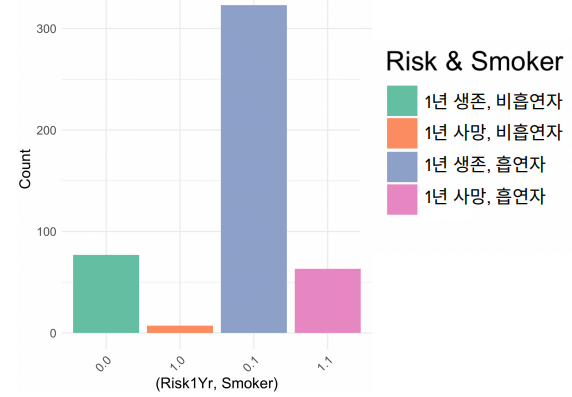 300
200
100
0
Count
0.0
1.0
0.1
1.1
(Risk1Yr, Smoker)
Risk & Smoker
1년 생존, 비흡연자
1년 사망, 비흡연자
1년 생존, 흡연자
1년 사망, 흡연자